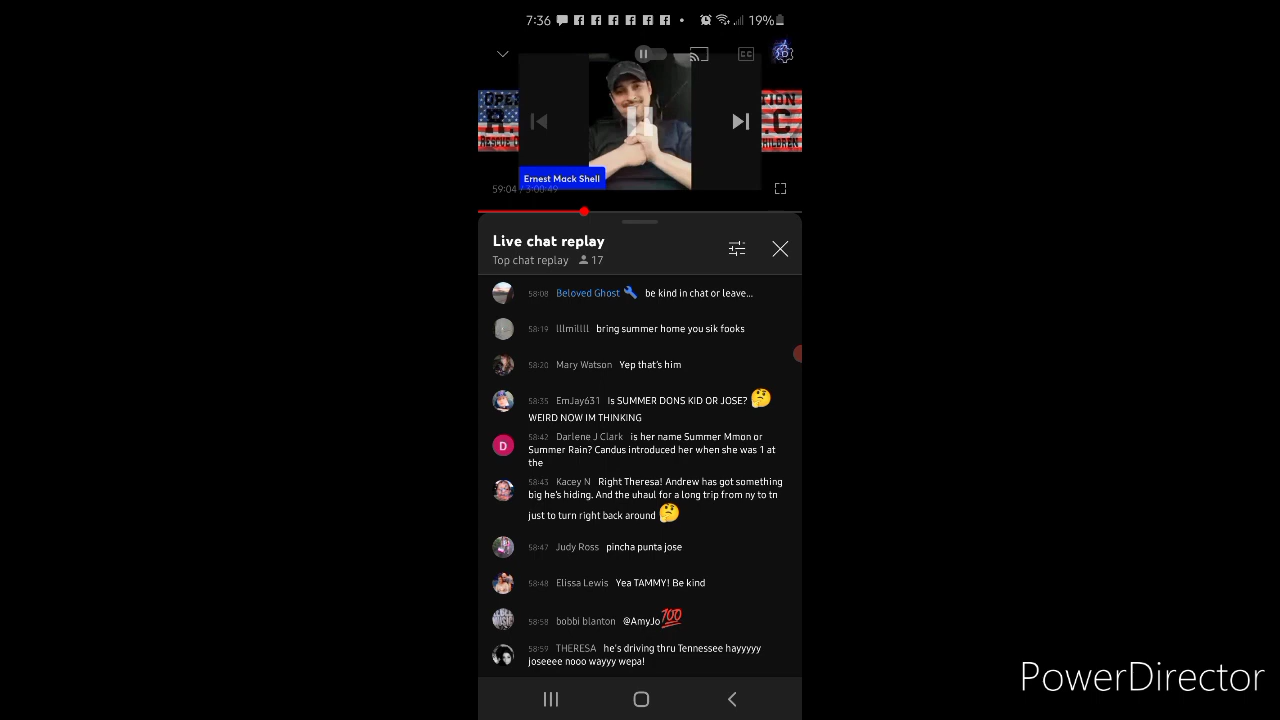 7:36
19%
CC
OPE
TION
R.
C
RESCUE O
HILDREN
Ernest Mack Shell
59:04 / 3:00:49
Live chat replay
Top chat replay 17
58:08 Beloved Ghost be kind in chat or leave...
58:19 lllmillll bring summer home you sik fooks
58:20 Mary Watson Yep that's him
58:35 EmJay631 Is SUMMER DONS KID OR JOSE? 🤔
WEIRD NOW IM THINKING
D
58:42 Darlene J Clark is her name Summer Mmon or
Summer Rain? Candus introduced her when she was 1 at
the
58:43 Kacey N Right Theresa! Andrew has got something
big he's hiding. And the uhaul for a long trip from ny to tn
just to turn right back around 🤔
58:47 Judy Ross pincha punta jose
58:48 Elissa Lewis Yea TAMMY! Be kind
58:58 bobbi blanton @AmyJo 💯
58:59 THERESA he's driving thru Tennessee hayyyyy
joseeee nooo wayyy wepa!
PowerDirector